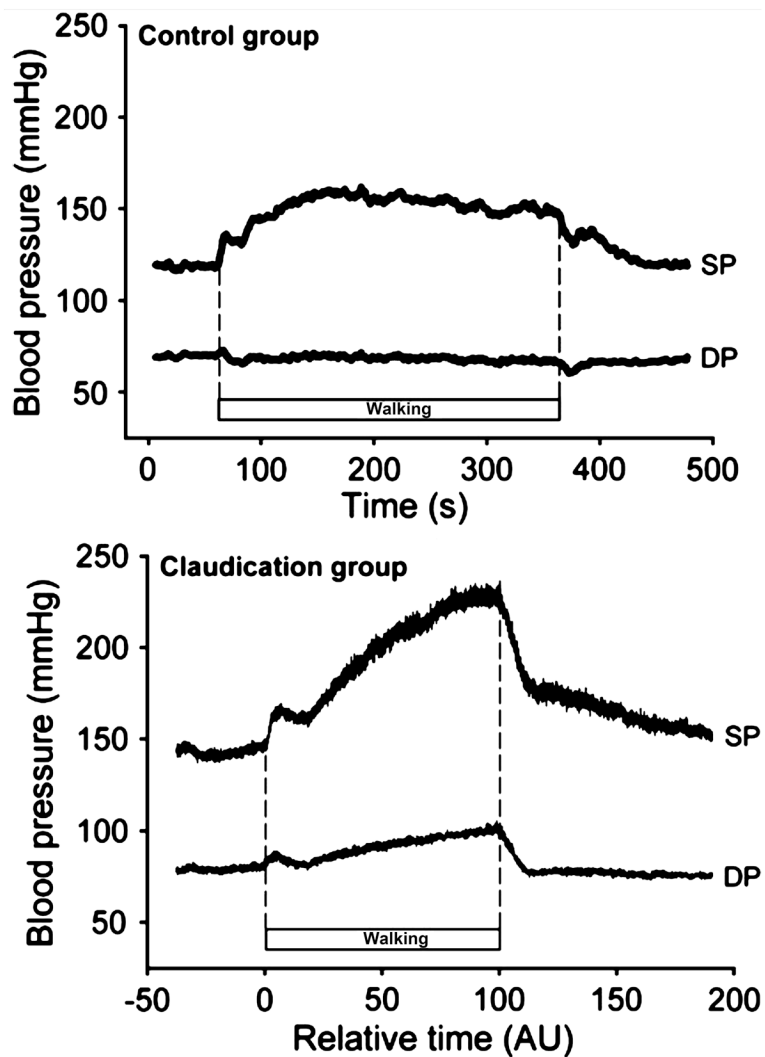 Control group
Blood pressure (mmHg)
250
200
150
100
50
SP
DP
Walking
0 100 200 300 400 500
Time (s)
Claudication group
Blood pressure (mmHg)
250
200
150
100
50
SP
DP
Walking
-50 0 50 100 150 200
Relative time (AU)